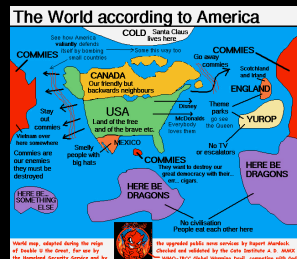 The World according to America
COLD
Santa Claus
lives here
See how America
valiantly defends
itself by bombing
small countries
Some this way too
COMMIES
Go away
commies
COMMIES
CANADA
Our friendly but
backwards neighbours
Scotchland
and Irland
ENGLAND
USA
Land of the free
and of the brave etc.
Disney
McDonalds
Everybody
loves them
Theme
parks
go see
the Queen
YUROP
Stay
out
commies
Vietnam over
here somewhere
Commies are
our enemies
they must be
destroyed
Smelly
people with
big hats
MEXICO
No TV
or escalators
COMMIES
They want to destroy our
great democracy with their..
er... cigars.
HERE BE
DRAGONS
HERE BE
DRAGONS
HERE BE...
SOMETHING
ELSE
No civilisation
People eat each other here
World map, adapted during the reign
of Double U the Great, for use by
the Homeland Security Service and by
the upended public news services by Rupert Murdock.
Checked and validated by the Cato Institute A.D. MMIX